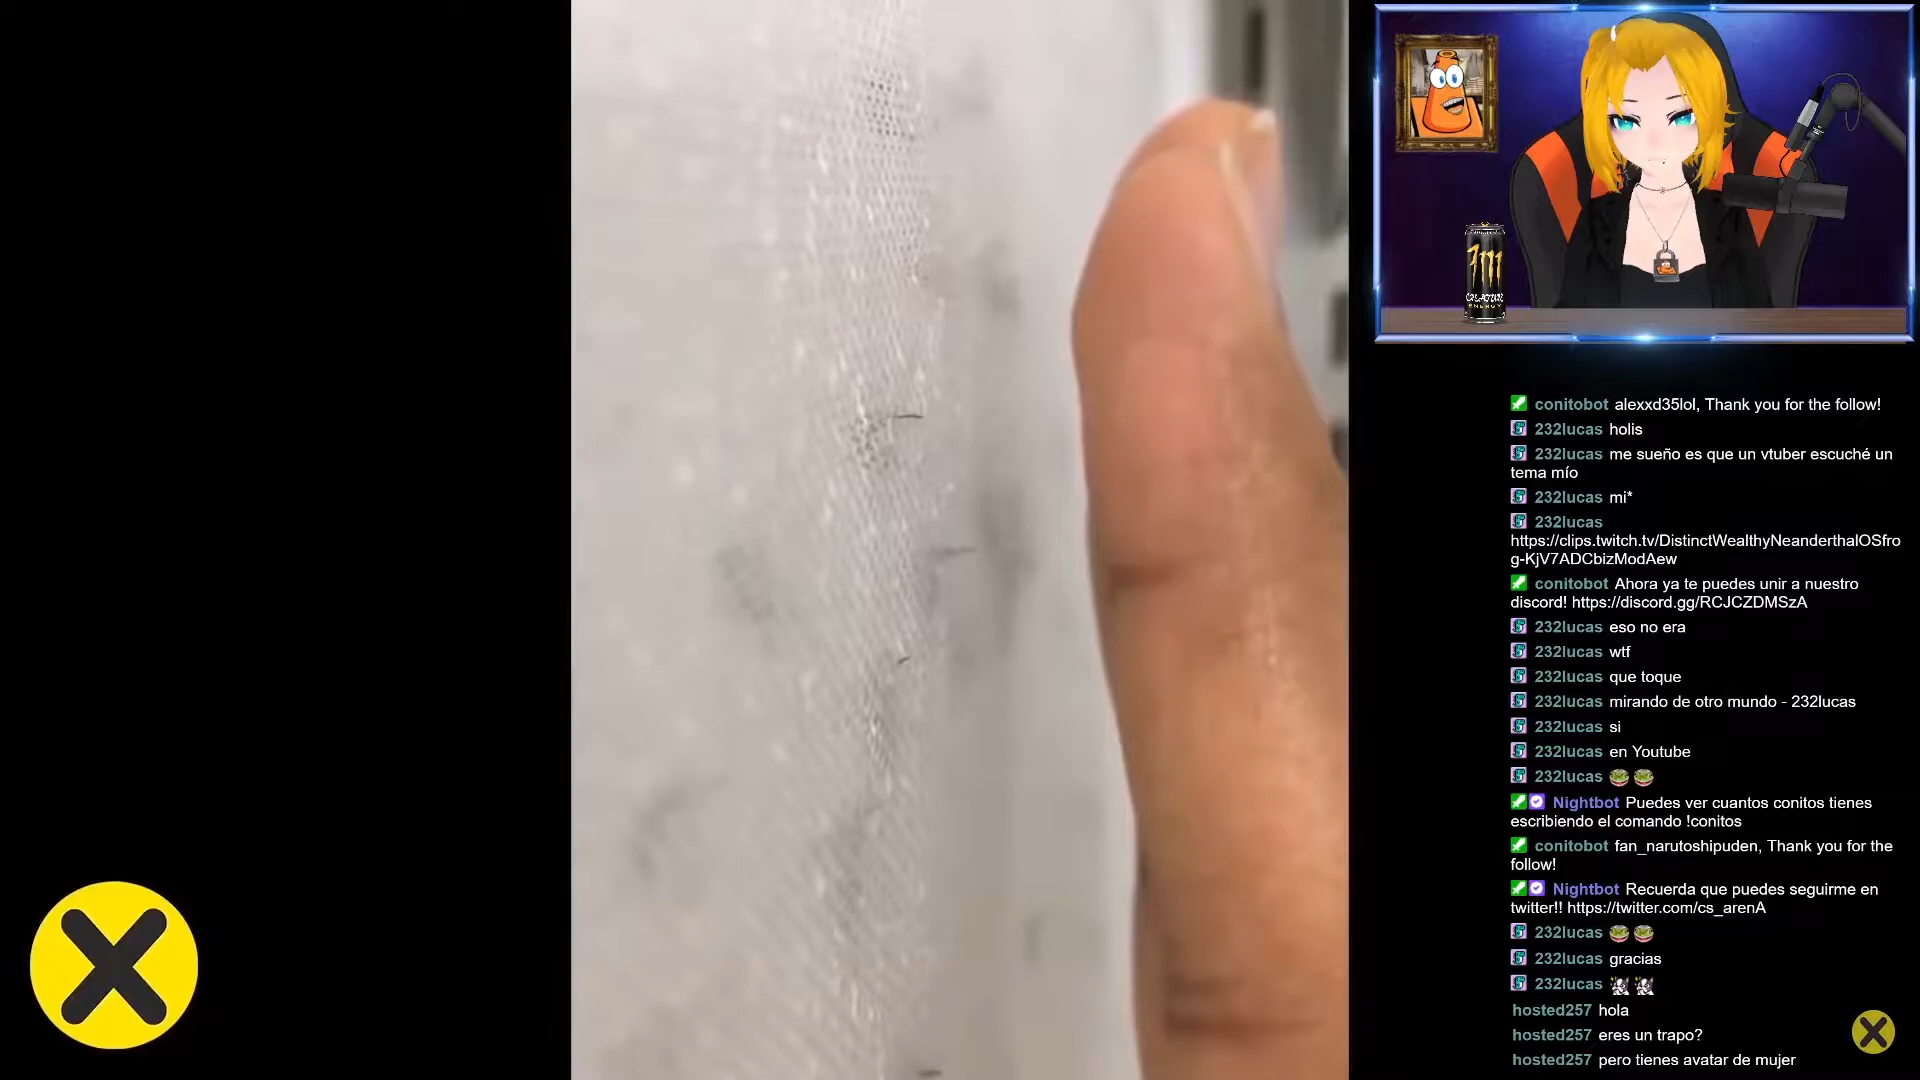 conitobot alexxd35lol, Thank you for the follow!
232lucas holis
232lucas me sueño es que un vtuber escuché un
tema mío
232lucas mi*
232lucas
https://clips.twitch.tv/DistinctWealthyNeanderthalOSfro
g-KjV7ADCbizModAew
conitobot Ahora ya te puedes unir a nuestro
discord! https://discord.gg/RCJCZDMSzA
232lucas eso no era
232lucas wtf
232lucas que toque
232lucas mirando de otro mundo - 232lucas
232lucas si
232lucas en Youtube
232lucas
Nightbot Puedes ver cuantos conitos tienes
escribiendo el comando !conitos
conitobot fan_narutoshipuden, Thank you for the
follow!
Nightbot Recuerda que puedes seguirme en
twitter!! https://twitter.com/cs_arenA
232lucas
232lucas gracias
232lucas
hosted257 hola
hosted257 eres un trapo?
hosted257 pero tienes avatar de mujer
ENERGY